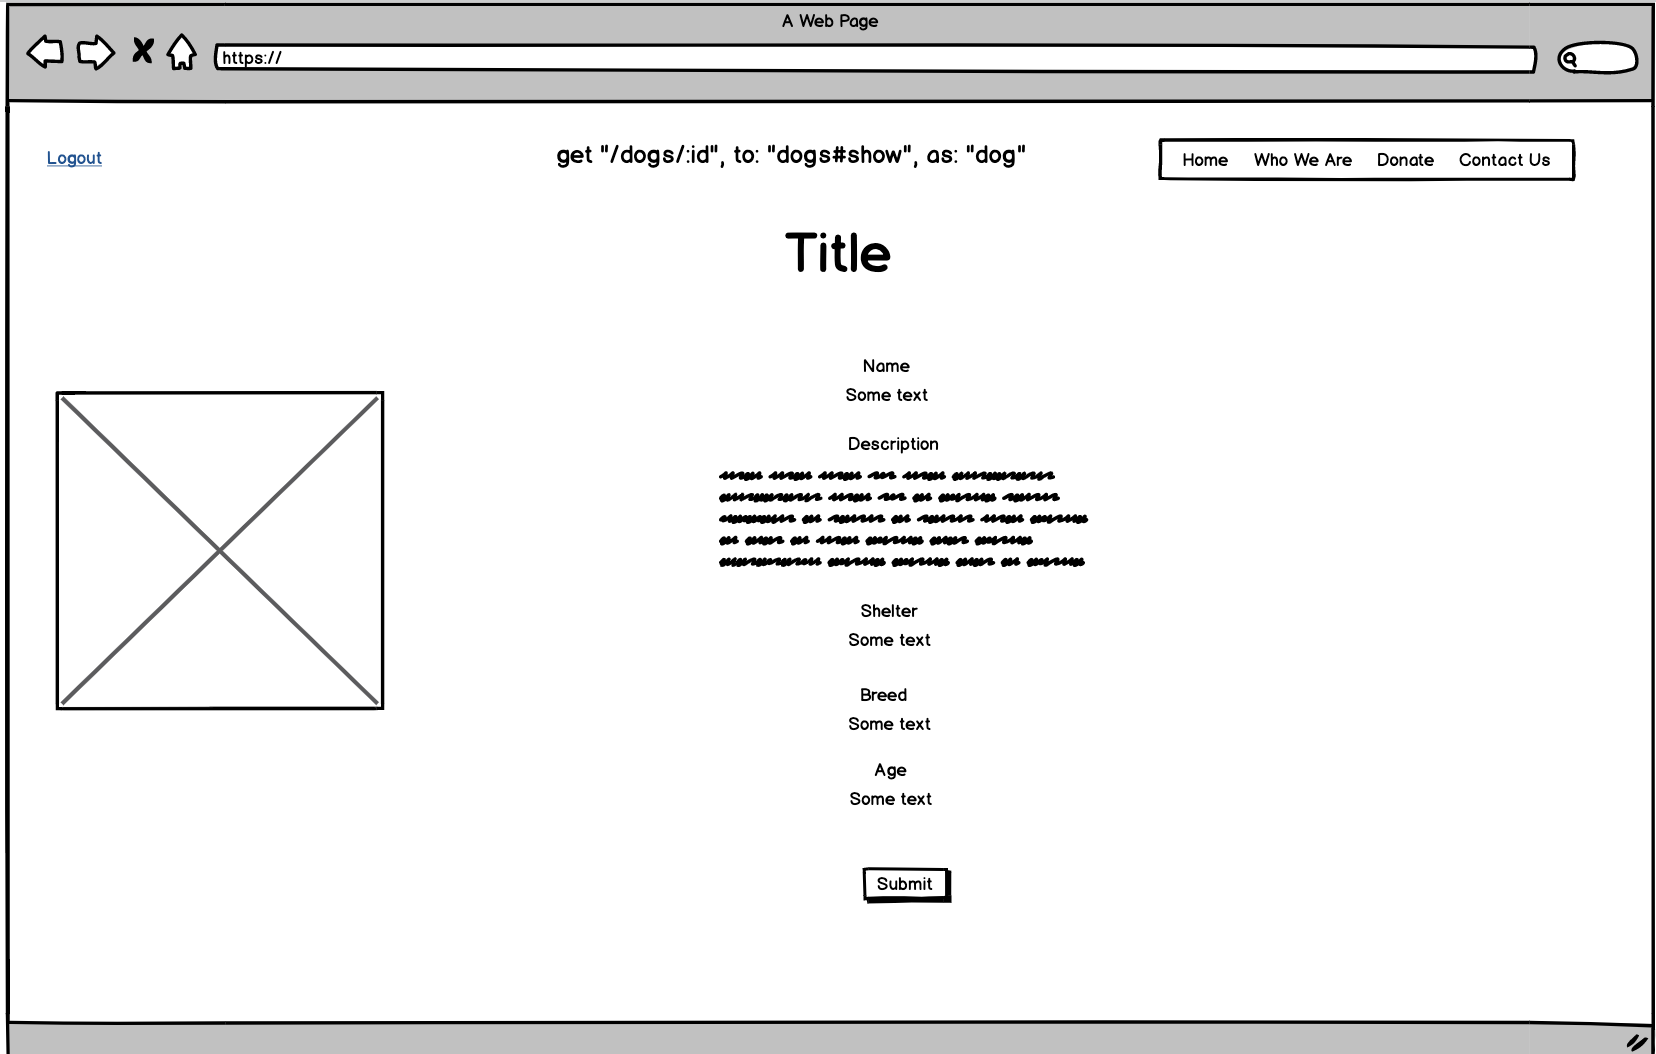 A Web Page
https://
Logout
get "/dogs/:id", to: "dogs#show", as: "dog"
Home Who We Are Donate Contact Us
Title
Name
Some text
Description
Shelter
Some text
Breed
Some text
Age
Some text
Submit